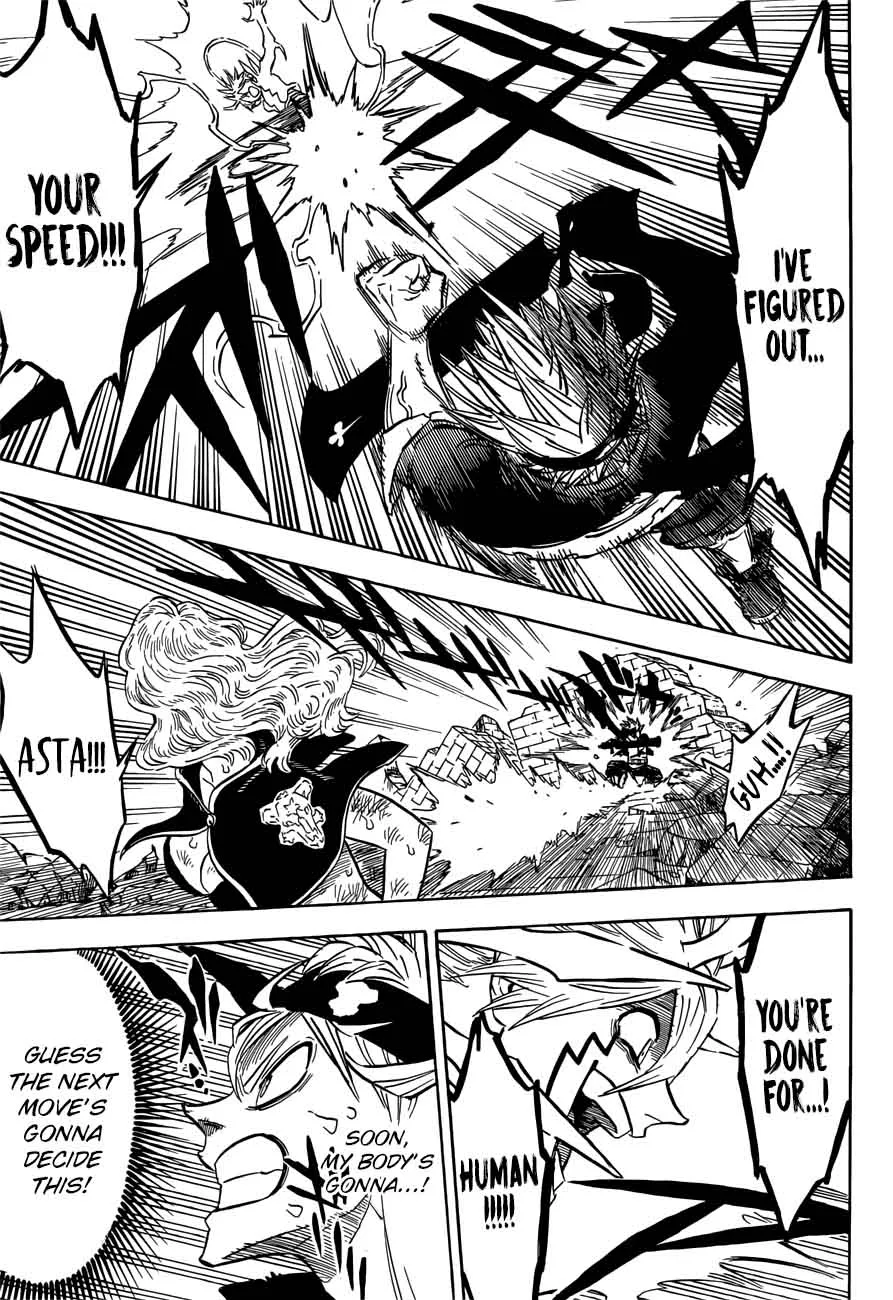 I'VE
FIGURED
OUT...
YOUR
SPEED!!!
GUH...!!
ASTA!!!
YOU'RE
DONE
FOR...!
HUMAN
!!!!!
SOON,
MY BODY'S
GONNA...!
GUESS
THE NEXT
MOVE'S
GONNA
DECIDE
THIS!